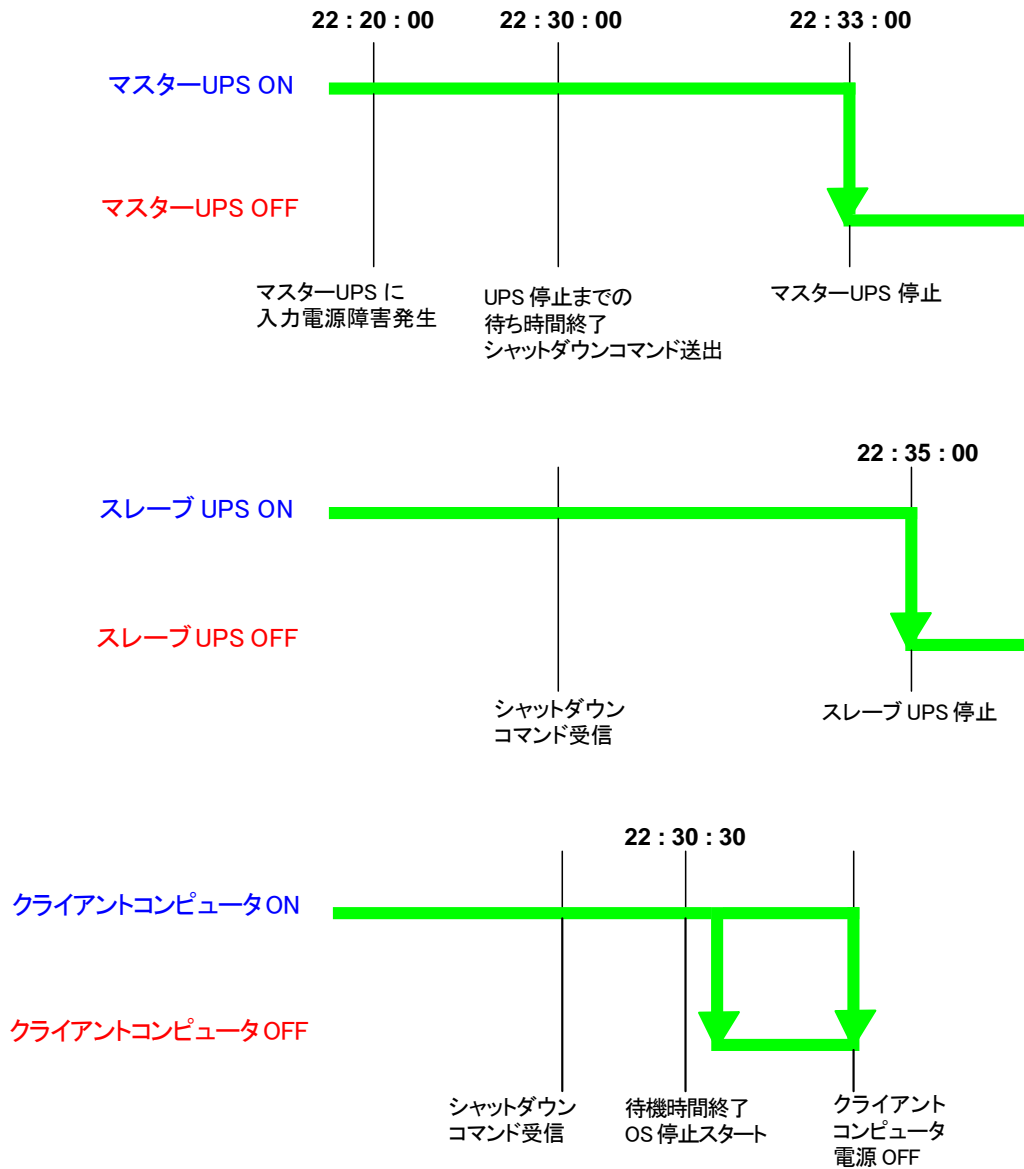 22 : 20 : 00
22 : 30 : 00
22 : 33 : 00
マスターUPS ON
マスターUPS OFF
マスターUPS に
入力電源障害発生
UPS 停止までの
待ち時間終了
シャットダウンコマンド送出
マスターUPS 停止
22 : 35 : 00
スレーブ UPS ON
スレーブ UPS OFF
シャットダウン
コマンド受信
スレーブ UPS 停止
22 : 30 : 30
クライアントコンピュータ ON
クライアントコンピュータ OFF
シャットダウン
コマンド受信
待機時間終了
OS 停止スタート
クライアント
コンピュータ
電源 OFF